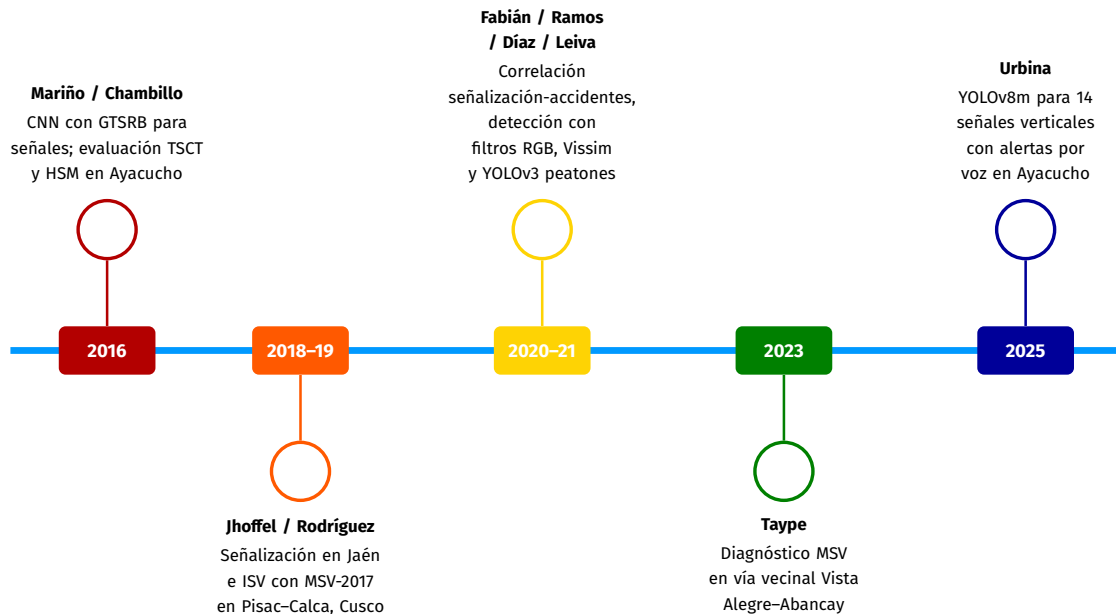 Mariño / Chambillo
CNN con GTSRB para
señales; evaluación TSCT
y HSM en Ayacucho
Fabián / Ramos
/ Díaz / Leiva
Correlación
señalización-accidentes,
detección con
filtros RGB, Vissim
y YOLOv3 peatones
Urbina
YOLOv8m para 14
señales verticales
con alertas por
voz en Ayacucho
2016
2018–19
2020–21
2023
2025
Jhoffel / Rodríguez
Señalización en Jaén
e ISV con MSV-2017
en Pisac–Calca, Cusco
Taype
Diagnóstico MSV
en vía vecinal Vista
Alegre–Abancay